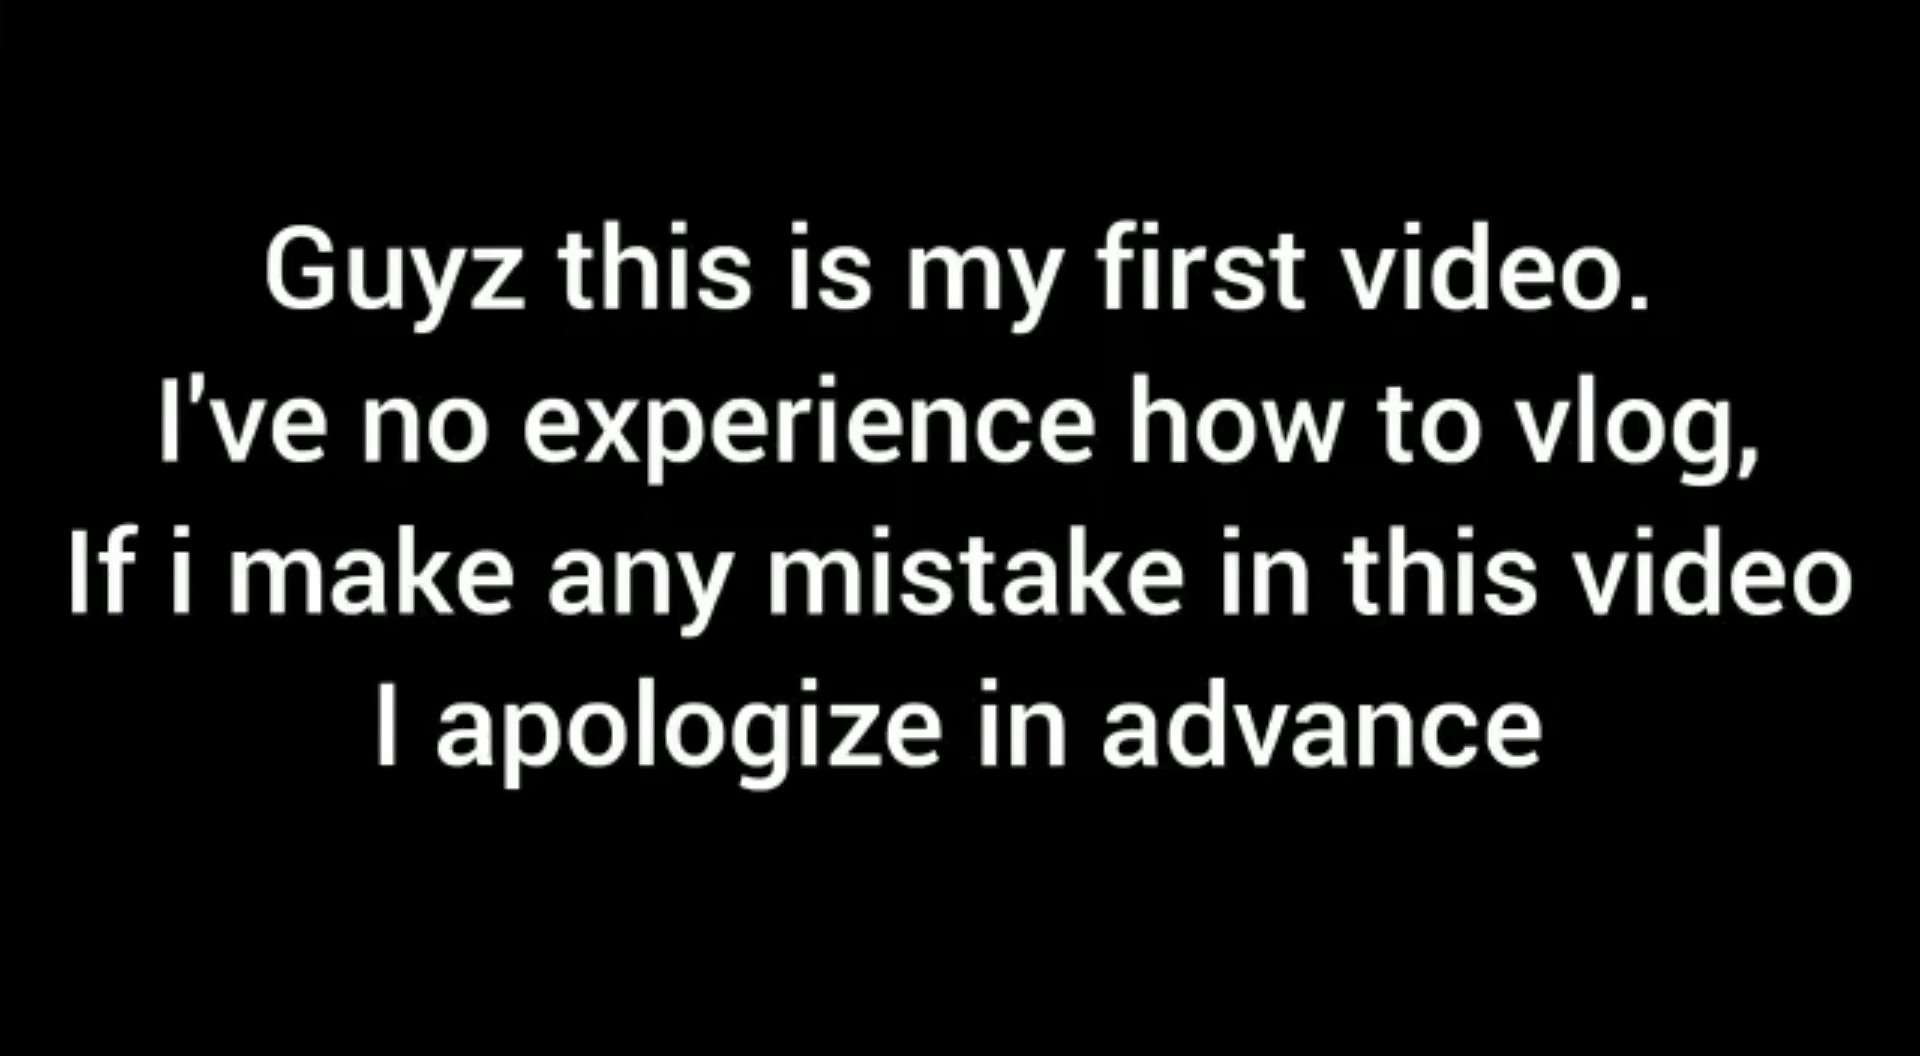 Guyz this is my first video.
I've no experience how to vlog,
If i make any mistake in this video
I apologize in advance